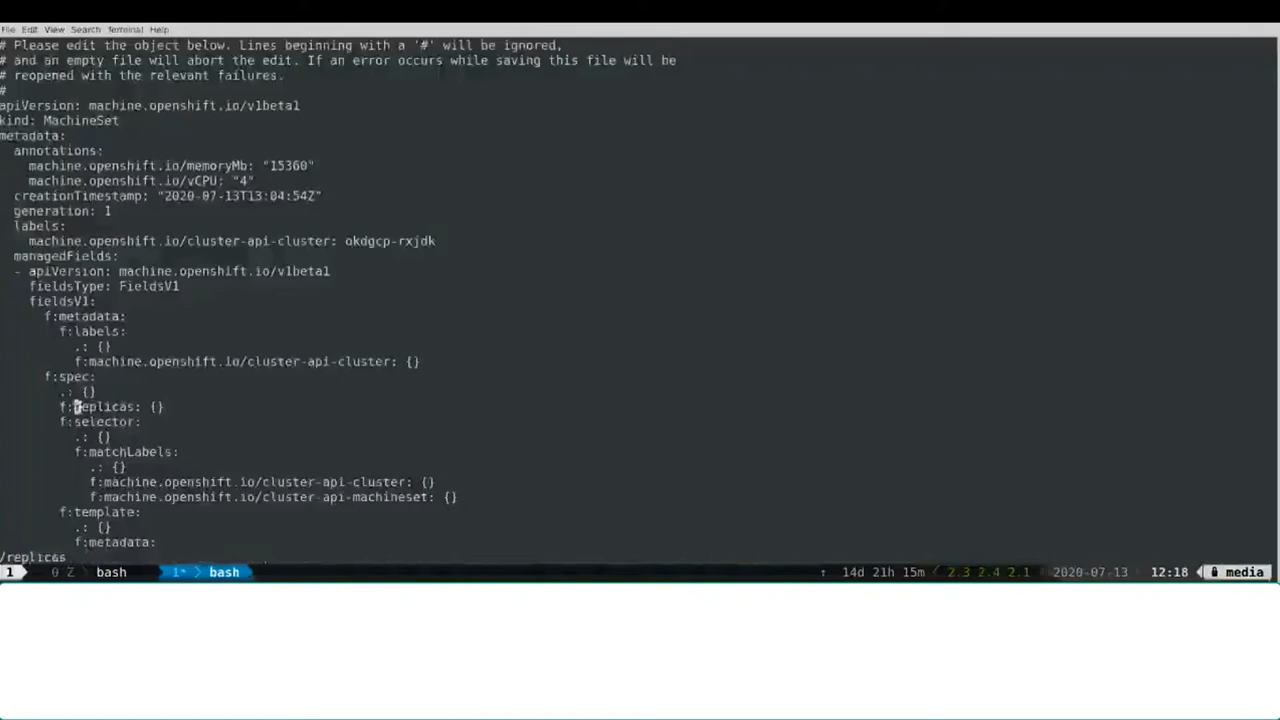 File Edit View Search Terminal Help
# Please edit the object below. Lines beginning with a '#' will be ignored,
# and an empty file will abort the edit. If an error occurs while saving this file will be
# reopened with the relevant failures.
#
apiVersion: machine.openshift.io/v1beta1
kind: MachineSet
metadata:
  annotations:
    machine.openshift.io/memoryMb: "15360"
    machine.openshift.io/vCPU: "4"
  creationTimestamp: "2020-07-13T13:04:54Z"
  generation: 1
  labels:
    machine.openshift.io/cluster-api-cluster: okdgcp-rxjdk
  managedFields:
  - apiVersion: machine.openshift.io/v1beta1
    fieldsType: FieldsV1
    fieldsV1:
      f:metadata:
        f:labels:
          .: {}
          f:machine.openshift.io/cluster-api-cluster: {}
      f:spec:
        .: {}
        f:replicas: {}
        f:selector:
          .: {}
          f:matchLabels:
            .: {}
            f:machine.openshift.io/cluster-api-cluster: {}
            f:machine.openshift.io/cluster-api-machineset: {}
        f:template:
          .: {}
          f:metadata:
/replicas
1 0 Z bash 1* > bash ↑ 14d 21h 15m < 2.3 2.4 2.1 < 2020-07-13 < 12:18 media